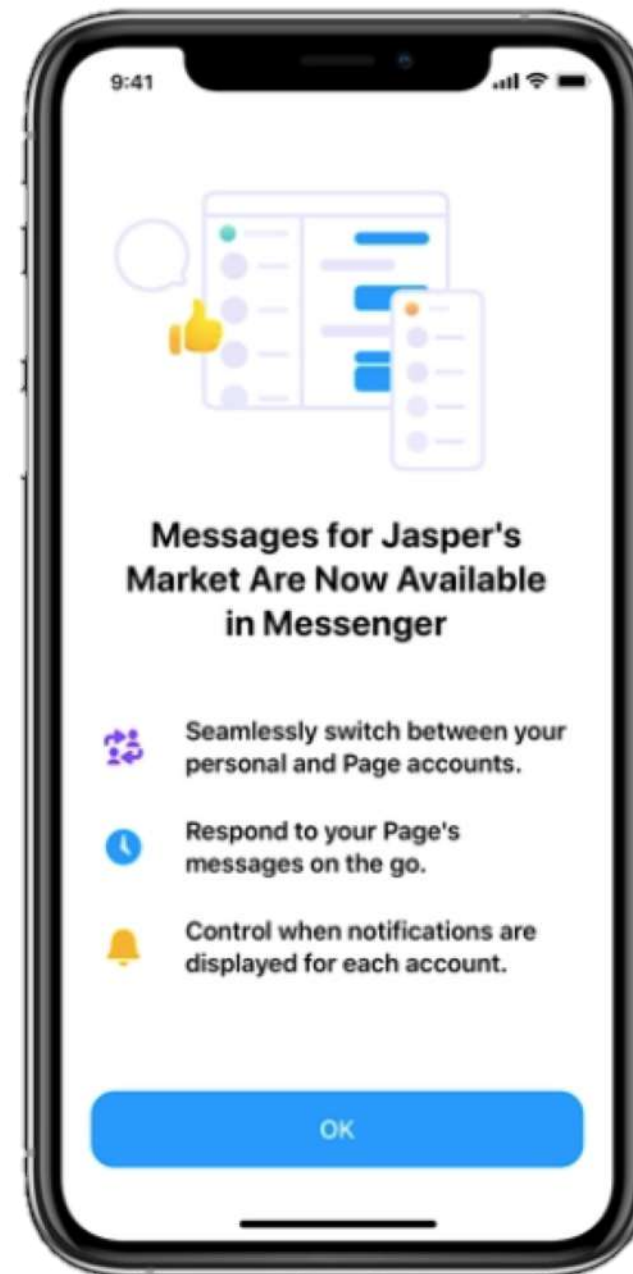 9:41
Messages for Jasper's
Market Are Now Available
in Messenger
Seamlessly switch between your
personal and Page accounts.
Respond to your Page's
messages on the go.
Control when notifications are
displayed for each account.
OK